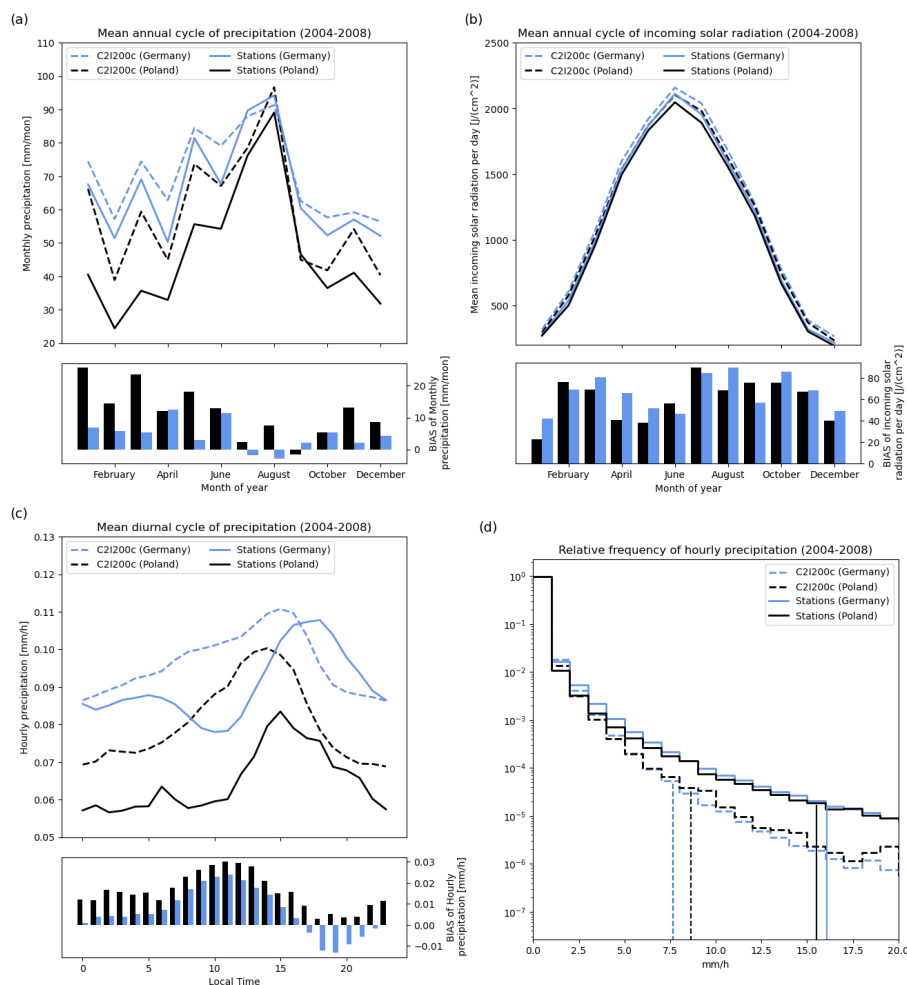 (a)
Mean annual cycle of precipitation (2004-2008)
110
100
90
80
70
60
50
40
30
20
Monthly precipitation [mm/mon]
C2I200c (Germany)
C2I200c (Poland)
Stations (Germany)
Stations (Poland)
20
10
0
BIAS of Monthly
precipitation [mm/mon]
February
April
June
August
October
December
Month of year
(b)
Mean annual cycle of incoming solar radiation (2004-2008)
2500
2000
1500
1000
500
Mean incoming solar radiation per day [J/(cm^2)]
C2I200c (Germany)
C2I200c (Poland)
Stations (Germany)
Stations (Poland)
80
60
40
20
0
BIAS of incoming solar
radiation per day [J/(cm^2)]
February
April
June
August
October
December
Month of year
(c)
Mean diurnal cycle of precipitation (2004-2008)
0.13
0.12
0.11
0.10
0.09
0.08
0.07
0.06
0.05
Hourly precipitation [mm/h]
C2I200c (Germany)
C2I200c (Poland)
Stations (Germany)
Stations (Poland)
0.03
0.02
0.01
0.00
−0.01
BIAS of Hourly
precipitation [mm/h]
0
5
10
15
20
Local Time
(d)
Relative frequency of hourly precipitation (2004-2008)
10^0
10^−1
10^−2
10^−3
10^−4
10^−5
10^−6
10^−7
C2I200c (Germany)
C2I200c (Poland)
Stations (Germany)
Stations (Poland)
0.0
2.5
5.0
7.5
10.0
12.5
15.0
17.5
20.0
mm/h